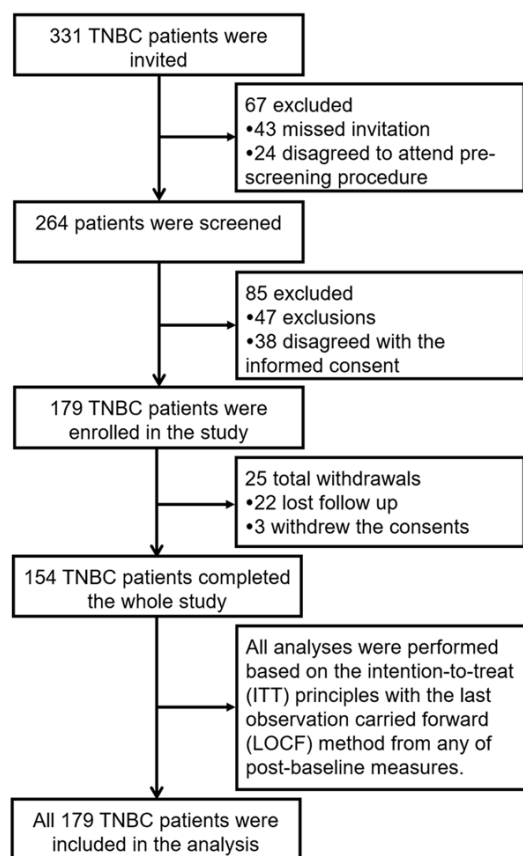 331 TNBC patients were
invited
67 excluded
•43 missed invitation
•24 disagreed to attend pre-
screening procedure
264 patients were screened
85 excluded
•47 exclusions
•38 disagreed with the
informed consent
179 TNBC patients were
enrolled in the study
25 total withdrawals
•22 lost follow up
•3 withdrew the consents
154 TNBC patients completed
the whole study
All analyses were performed
based on the intention-to-treat
(ITT) principles with the last
observation carried forward
(LOCF) method from any of
post-baseline measures.
All 179 TNBC patients were
included in the analysis